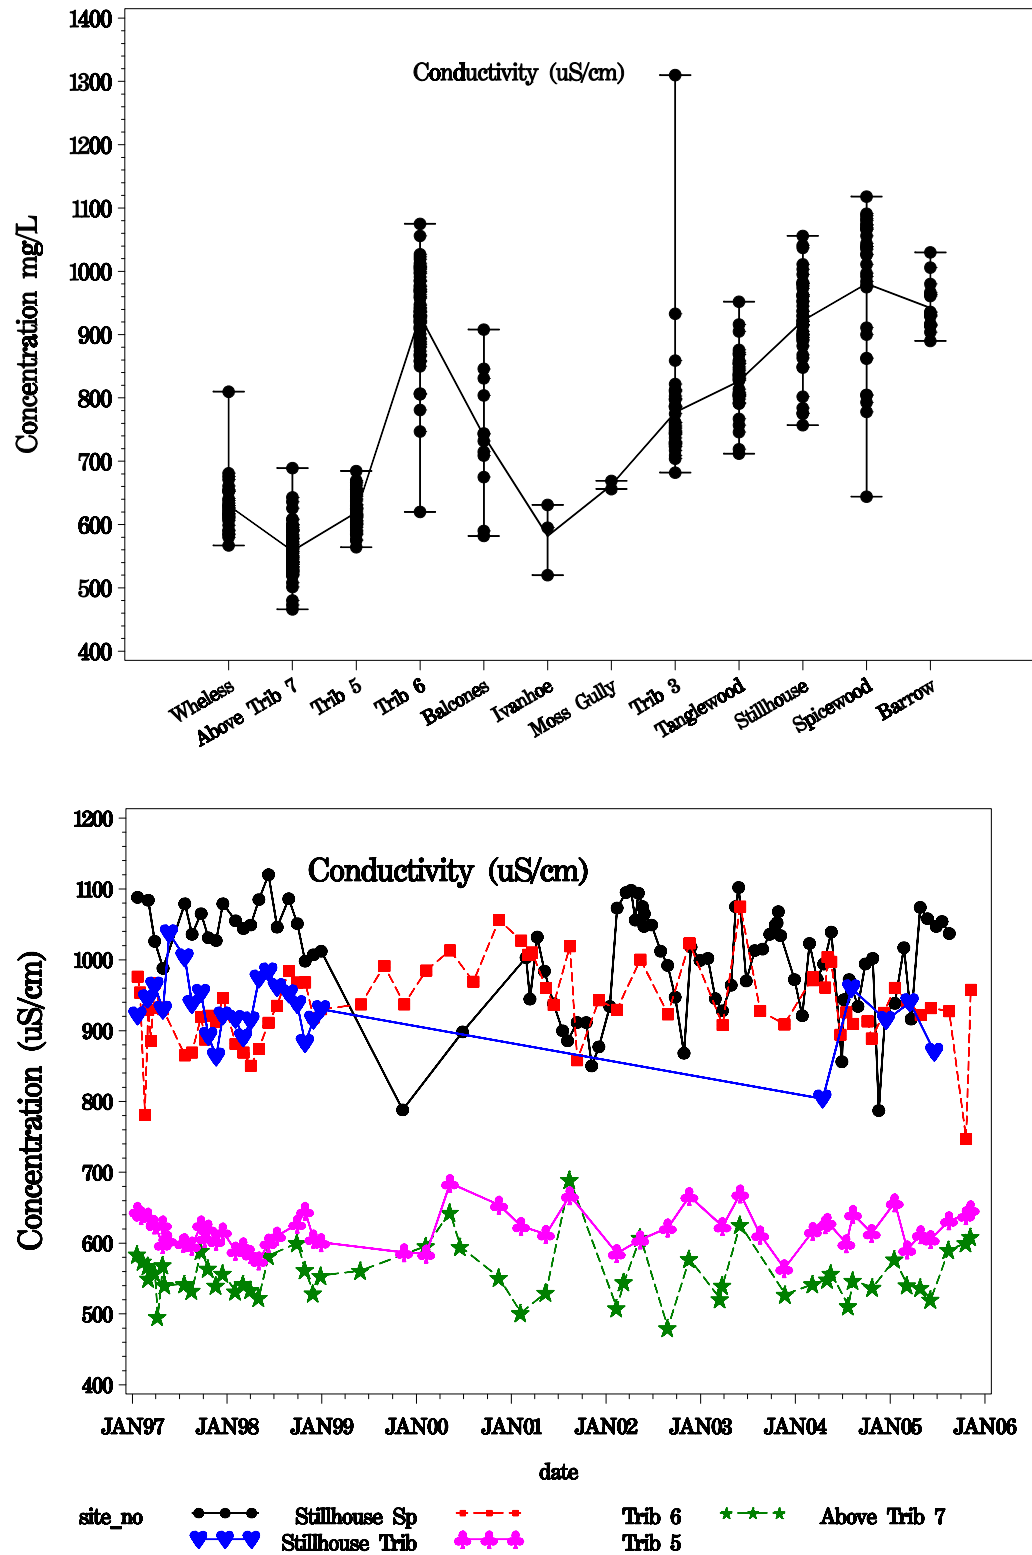 1400
Conductivity (uS/cm)
1300
1200
1100
1000
900
800
700
600
500
400
Concentration mg/L
Wheless
Above Trib 7
Trib 5
Trib 6
Balcones
Ivanhoe
Moss Gully
Trib 3
Tanglewood
Stillhouse
Spicewood
Barrow
1200
Conductivity (uS/cm)
1100
1000
900
800
700
600
500
400
Concentration (uS/cm)
JAN97 JAN98 JAN99 JAN00 JAN01 JAN02 JAN03 JAN04 JAN05 JAN06
date
site_no Stillhouse Sp Trib 6 Above Trib 7
Stillhouse Trib Trib 5